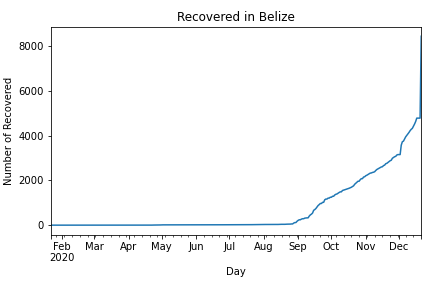 Recovered in Belize
Number of Recovered
8000
6000
4000
2000
0
Feb Mar Apr May Jun Jul Aug Sep Oct Nov Dec
2020
Day